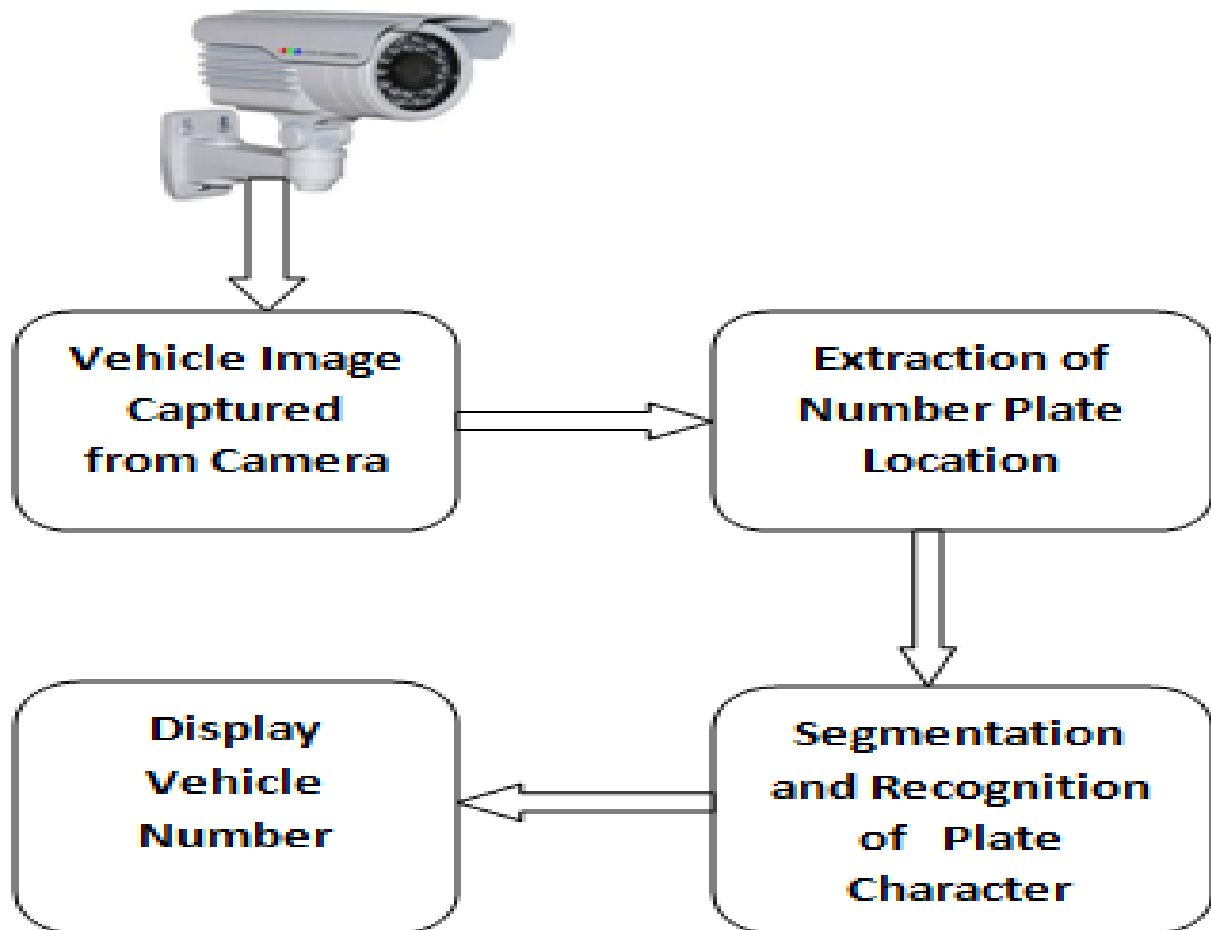 Vehicle Image
Captured
from Camera
Extraction of
Number Plate
Location
Segmentation
and Recognition
of Plate
Character
Display
Vehicle
Number